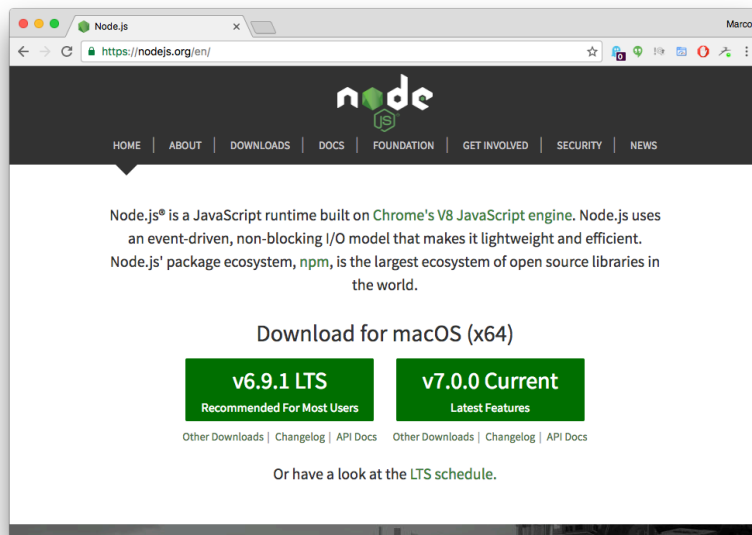 Node.js
Marco
https://nodejs.org/en/
0
node
JS
HOME | ABOUT | DOWNLOADS | DOCS | FOUNDATION | GET INVOLVED | SECURITY | NEWS
Node.js® is a JavaScript runtime built on Chrome's V8 JavaScript engine. Node.js uses
an event-driven, non-blocking I/O model that makes it lightweight and efficient.
Node.js' package ecosystem, npm, is the largest ecosystem of open source libraries in
the world.
Download for macOS (x64)
v6.9.1 LTS
Recommended For Most Users
v7.0.0 Current
Latest Features
Other Downloads | Changelog | API Docs
Other Downloads | Changelog | API Docs
Or have a look at the LTS schedule.